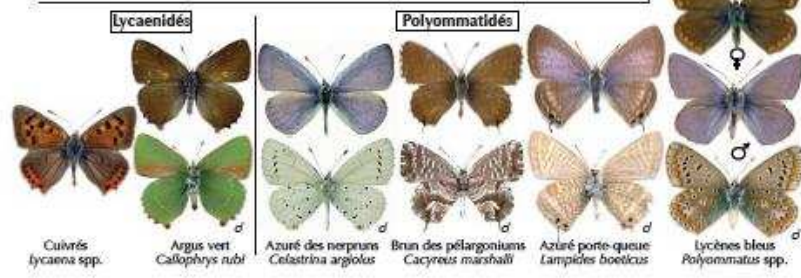 Lycaenidés
Polyommatidés
♀
♂
Cuivrés
Lycaena spp.
Argus vert
Callophrys rubi
Azuré des nerpruns
Celastrina argiolus
Brun des pélargoniums
Cacyreus marshalli
Azuré porte-queue
Lampides boeticus
Lycènes bleus
Polyommatus spp.